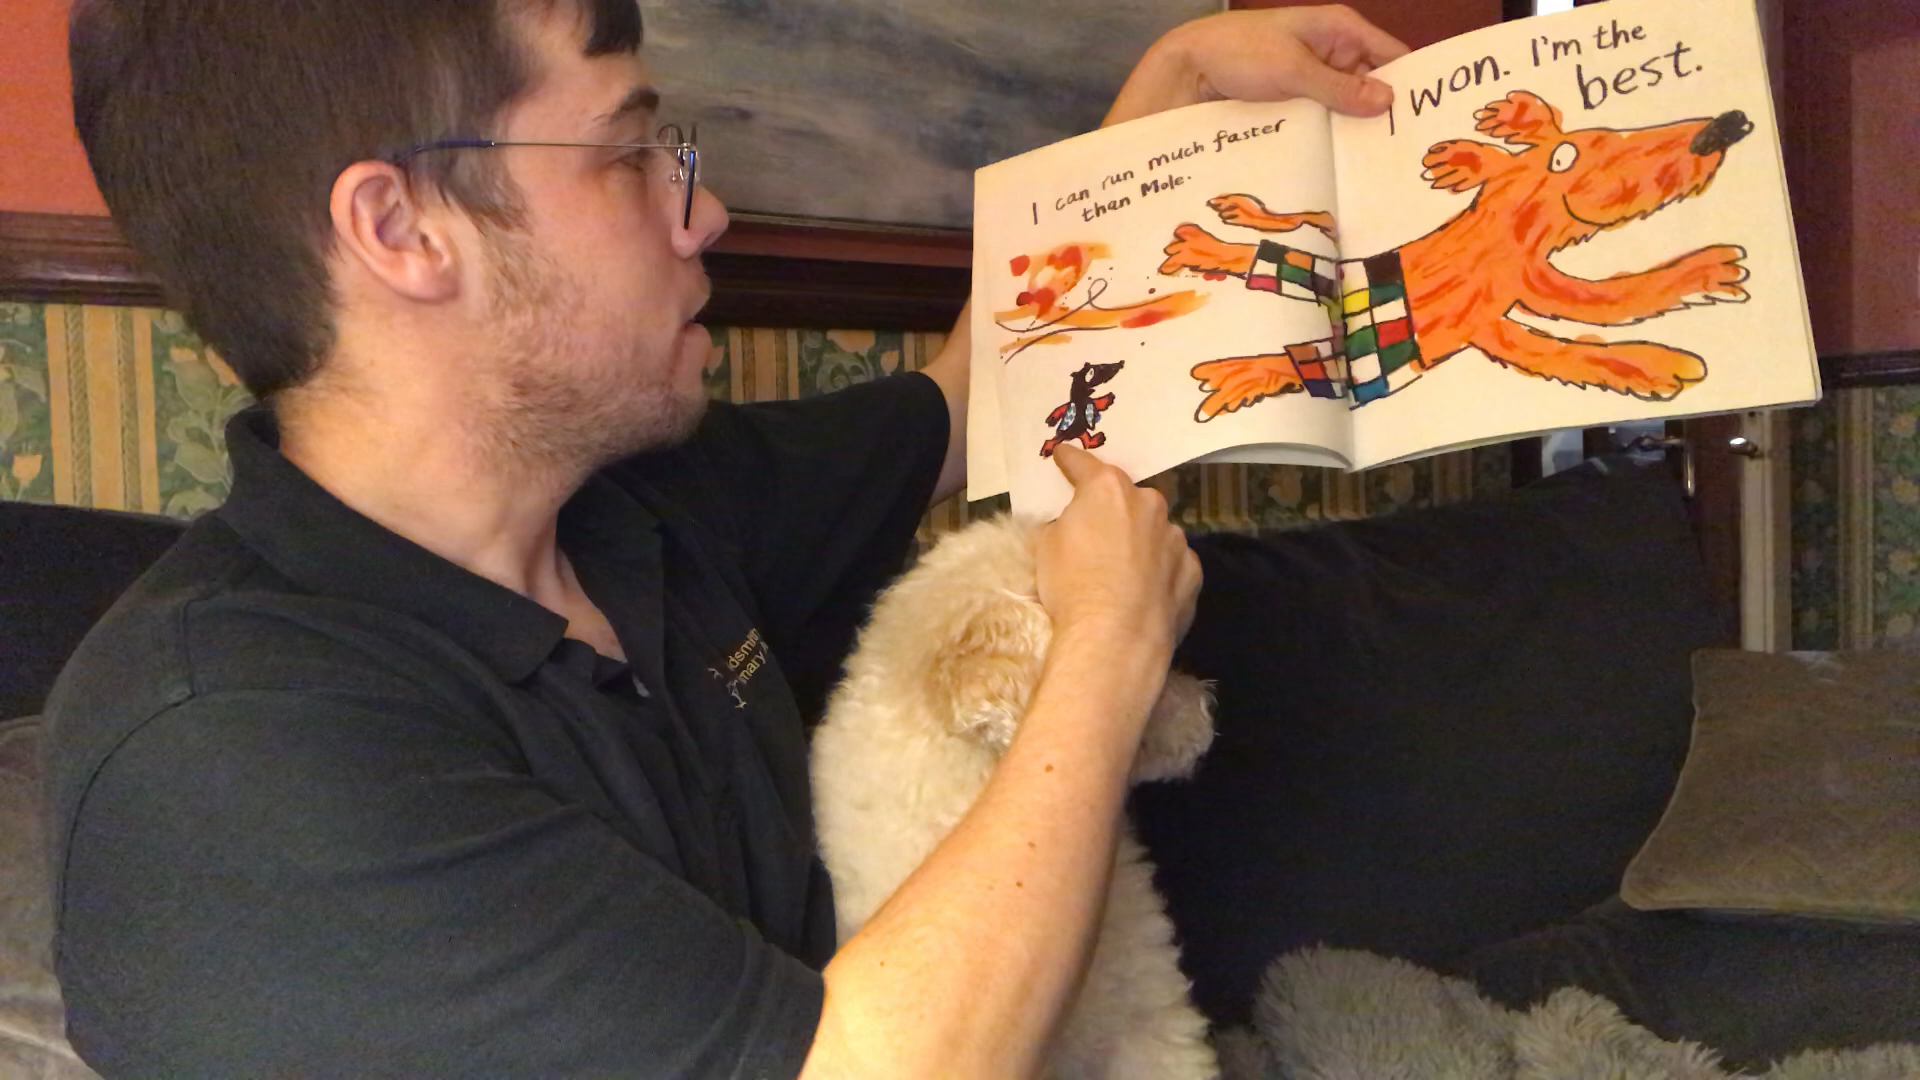 I can run much faster
than Mole.
I won. I'm the
best.